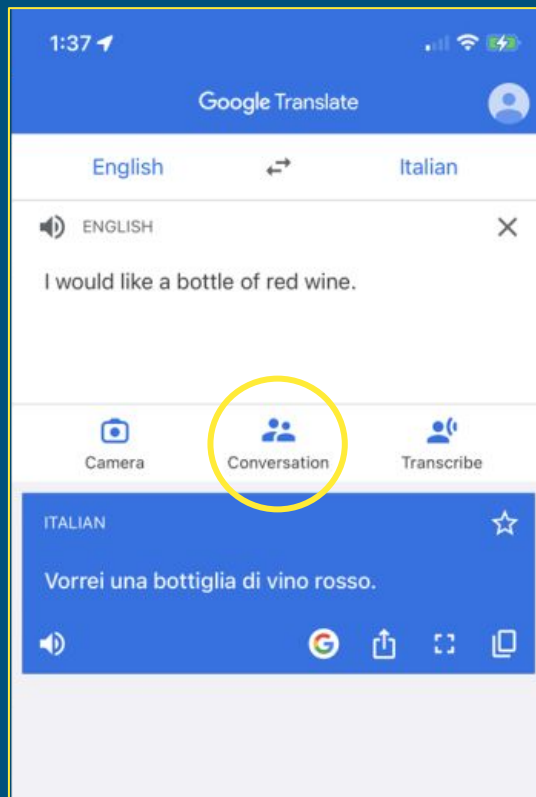 1:37
Google Translate
English Italian
ENGLISH
I would like a bottle of red wine.
Camera Conversation Transcribe
ITALIAN
Vorrei una bottiglia di vino rosso.
G